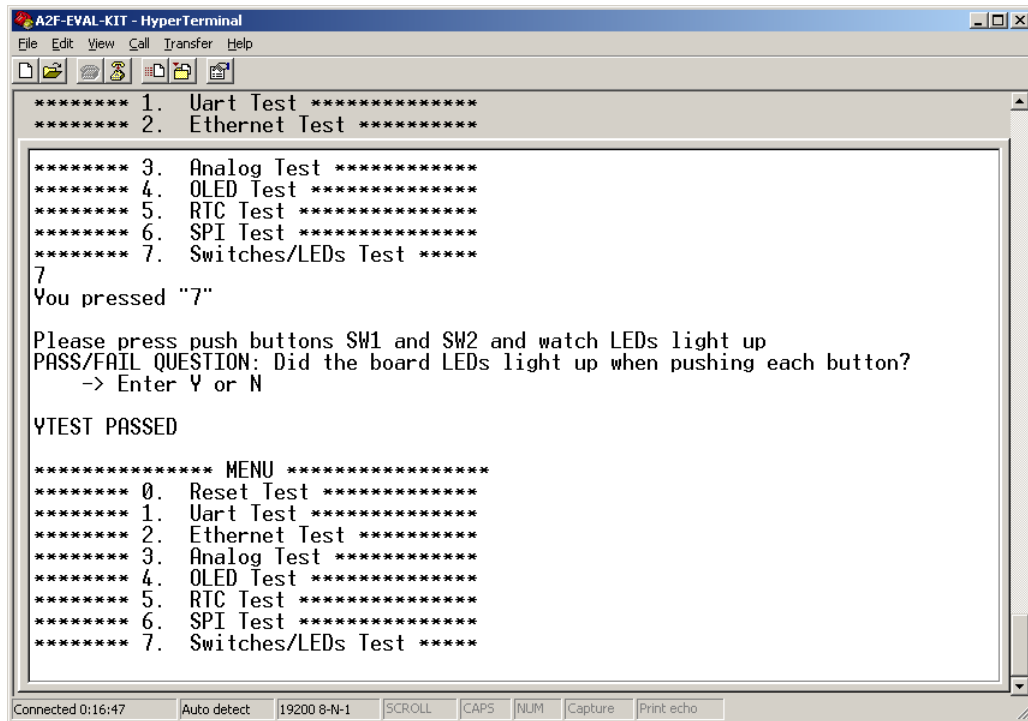 A2F-EVAL-KIT - HyperTerminal
File Edit View Call Transfer Help
******** 1.  Uart Test **************
******** 2.  Ethernet Test **********
******** 3.  Analog Test ************
******** 4.  OLED Test **************
******** 5.  RTC Test ***************
******** 6.  SPI Test ***************
******** 7.  Switches/LEDs Test *****
7
You pressed "7"
Please press push buttons SW1 and SW2 and watch LEDs light up
PASS/FAIL QUESTION: Did the board LEDs light up when pushing each button?
-> Enter Y or N
YTEST PASSED
*************** MENU *****************
******** 0.  Reset Test *************
******** 1.  Uart Test **************
******** 2.  Ethernet Test **********
******** 3.  Analog Test ************
******** 4.  OLED Test **************
******** 5.  RTC Test ***************
******** 6.  SPI Test ***************
******** 7.  Switches/LEDs Test *****
Connected 0:16:47 Auto detect 19200 8-N-1 SCROLL CAPS NUM Capture Print echo